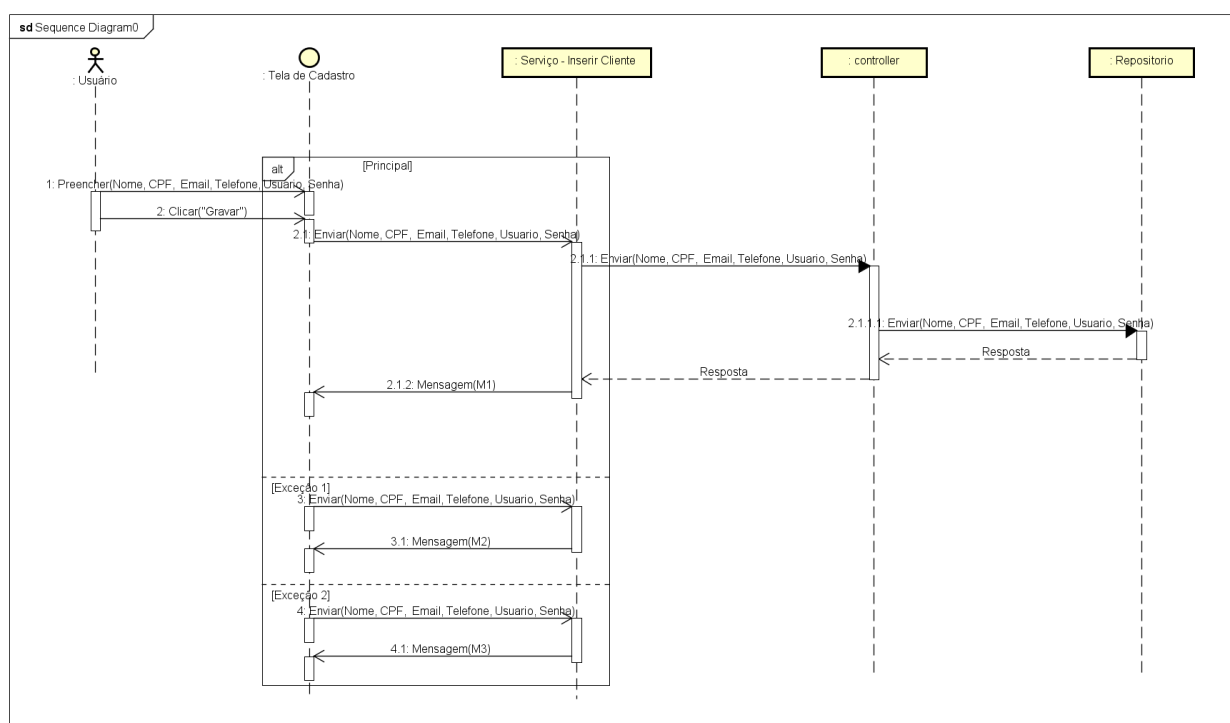 sd Sequence Diagram0
: Usuário
: Tela de Cadastro
: Serviço - Inserir Cliente
: controller
: Repositorio
alt
[Principal]
1: Preencher(Nome, CPF, Email, Telefone, Usuario, Senha)
2: Clicar("Gravar")
2.1: Enviar(Nome, CPF, Email, Telefone, Usuario, Senha)
2.1.1: Enviar(Nome, CPF, Email, Telefone, Usuario, Senha)
2.1.1.1: Enviar(Nome, CPF, Email, Telefone, Usuario, Senha)
Resposta
Resposta
2.1.2: Mensagem(M1)
[Exceção 1]
3: Enviar(Nome, CPF, Email, Telefone, Usuario, Senha)
3.1: Mensagem(M2)
[Exceção 2]
4: Enviar(Nome, CPF, Email, Telefone, Usuario, Senha)
4.1: Mensagem(M3)